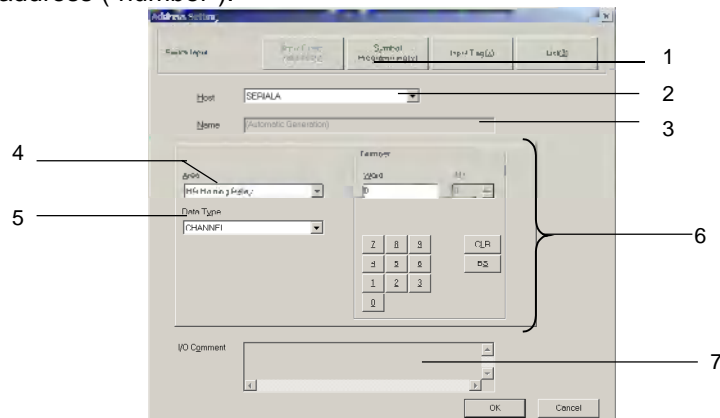 address ("number").
Address Setting
Symbol
Input Tag(A)
List(3)
1
Host
SERIALA
2
Name
(Automatic Generation)
3
4
Area
Word
0
5
Data Type
CHANNEL
7 8 9 CLR
4 5 6 BS
1 2 3
0
6
I/O Comment
7
OK Cancel